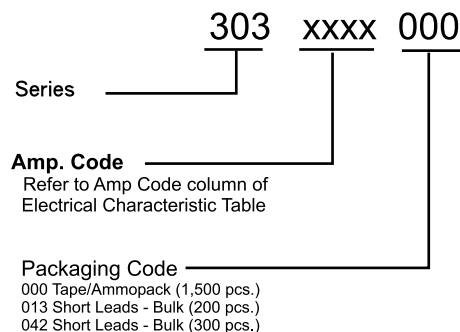 303 xxxx 000
Series
Amp. Code
Refer to Amp Code column of
Electrical Characteristic Table
Packaging Code
000 Tape/Ammopack (1,500 pcs.)
013 Short Leads - Bulk (200 pcs.)
042 Short Leads - Bulk (300 pcs.)